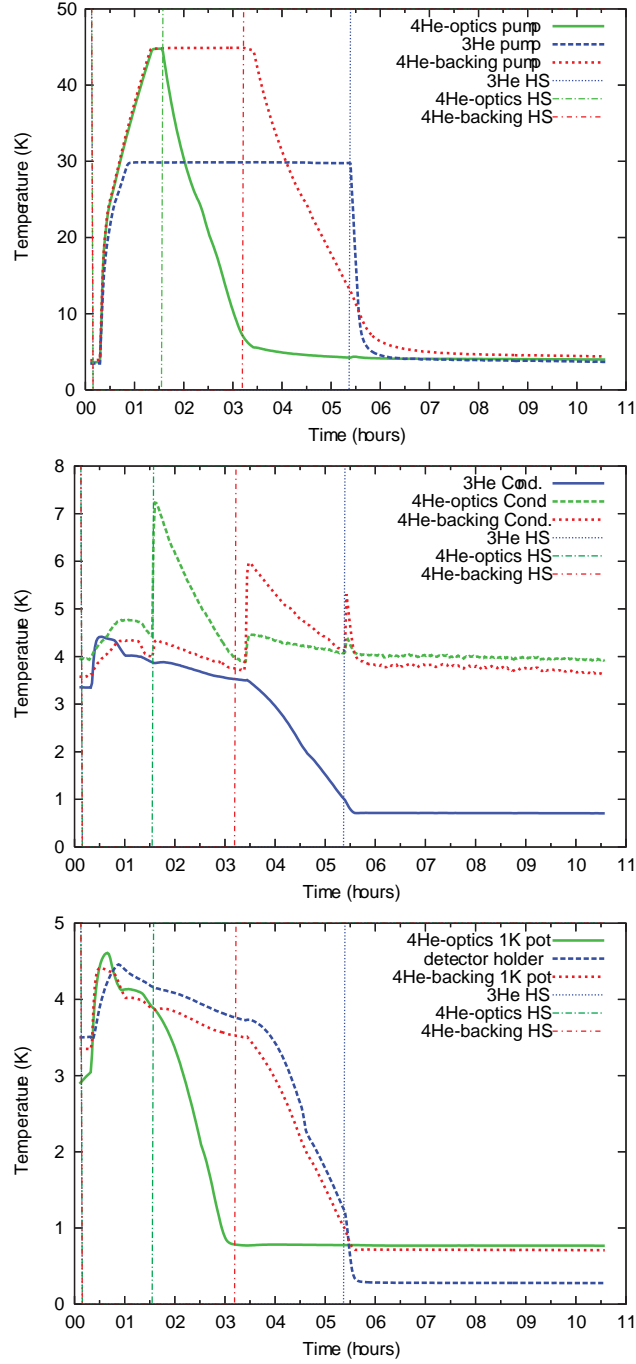 50
40
30
20
10
0
Temperature (K)
00 01 02 03 04 05 06 07 08 09 10 11
Time (hours)
4He-optics pump
3He pump
4He-backing pump
3He HS
4He-optics HS
4He-backing HS
8
7
6
5
4
3
2
1
0
Temperature (K)
00 01 02 03 04 05 06 07 08 09 10 11
Time (hours)
3He Cond.
4He-optics Cond
4He-backing Cond.
3He HS
4He-optics HS
4He-backing HS
5
4
3
2
1
0
Temperature (K)
00 01 02 03 04 05 06 07 08 09 10 11
Time (hours)
4He-optics 1K pot
detector holder
4He-backing 1K pot
3He HS
4He-optics HS
4He-backing HS